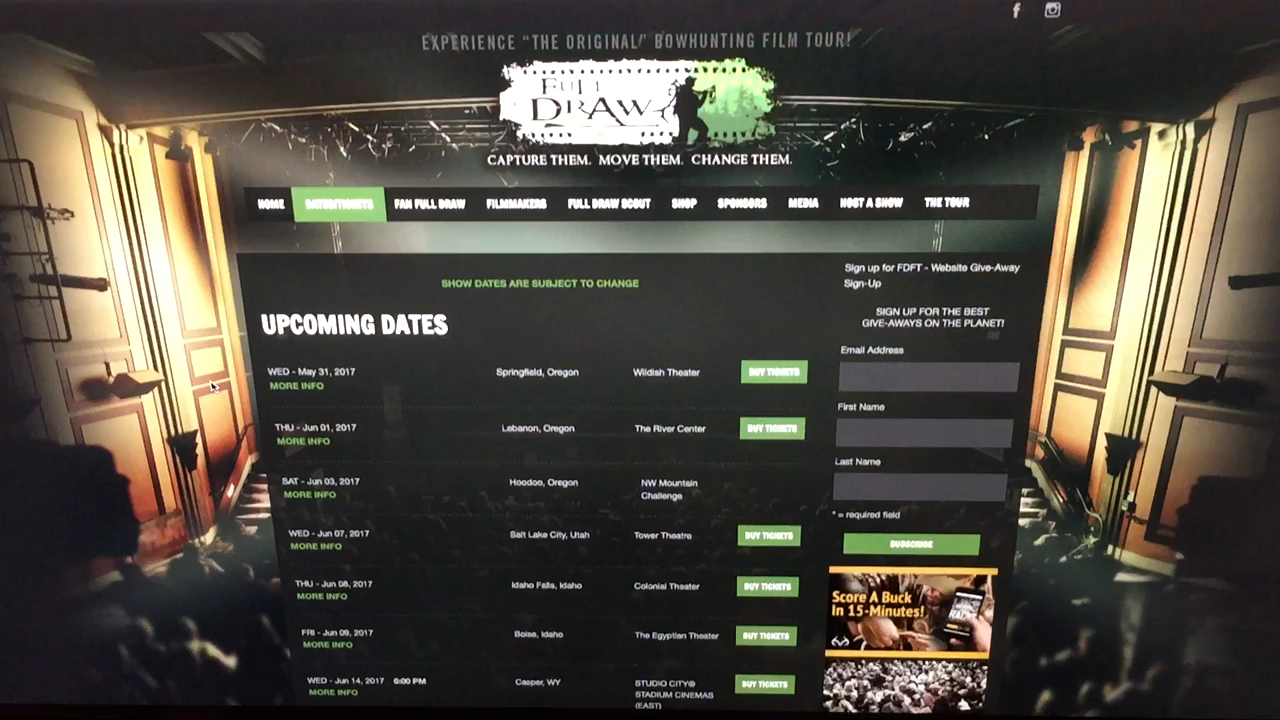 EXPERIENCE "THE ORIGINAL" BOWHUNTING FILM TOUR!
FULL
DRAW
CAPTURE THEM. MOVE THEM. CHANGE THEM.
HOME DATES/TICKETS FAN FULL DRAW FILMMAKERS FULL DRAW SCOUT SHOP SPONSORS MEDIA HOST A SHOW THE TOUR
SHOW DATES ARE SUBJECT TO CHANGE
UPCOMING DATES
WED - May 31, 2017 Springfield, Oregon Wildish Theater BUY TICKETS
MORE INFO
THU - Jun 01, 2017 Lebanon, Oregon The River Center BUY TICKETS
MORE INFO
SAT - Jun 03, 2017 Hoodoo, Oregon NW Mountain
MORE INFO Challenge
WED - Jun 07, 2017 Salt Lake City, Utah Tower Theatre BUY TICKETS
MORE INFO
THU - Jun 08, 2017 Idaho Falls, Idaho Colonial Theater BUY TICKETS
MORE INFO
FRI - Jun 09, 2017 Boise, Idaho The Egyptian Theater BUY TICKETS
MORE INFO
WED - Jun 14, 2017 6:00 PM Casper, WY STUDIO CITY@ BUY TICKETS
MORE INFO STADIUM CINEMAS
(EAST)
Sign up for FDFT - Website Give-Away
Sign-Up
SIGN UP FOR THE BEST
GIVE-AWAYS ON THE PLANET!
Email Address
First Name
Last Name
* = required field
SUBSCRIBE
Score A Buck
In 15-Minutes!